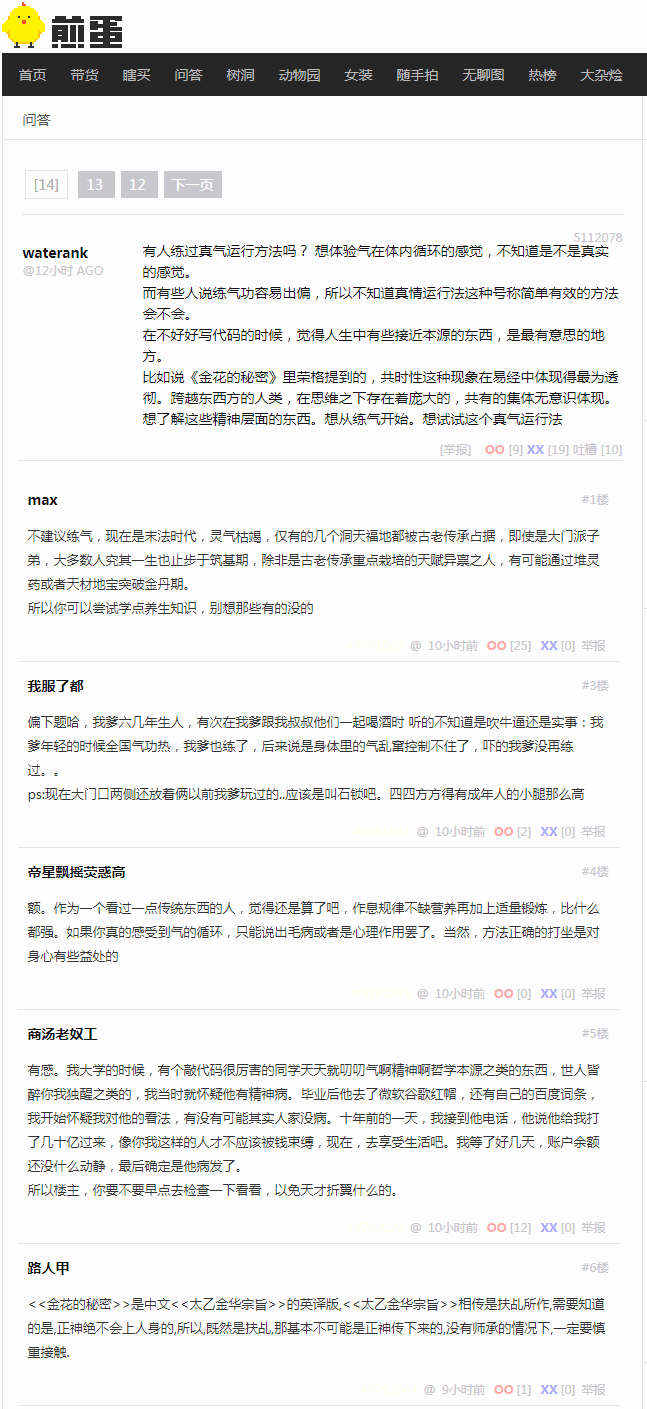 煎蛋
首页 带货 瞎买 问答 树洞 动物园 女装 随手拍 无聊图 热榜 大杂烩
问答
[14] 13 12 下一页
5112078
waterank
@12小时 AGO
有人练过真气运行方法吗？ 想体验气在体内循环的感觉，不知道是不是真实
的感觉。
而有些人说练气功容易出偏，所以不知道真情运行法这种号称简单有效的方法
会不会。
在不好好写代码的时候，觉得人生中有些接近本源的东西，是最有意思的地
方。
比如说《金花的秘密》里荣格提到的，共时性这种现象在易经中体现得最为透
彻。跨越东西方的人类，在思维之下存在着庞大的，共有的集体无意识体现。
想了解这些精神层面的东西。想从练气开始。想试试这个真气运行法
[举报] OO [9] XX [19] 吐槽 [10]
max #1楼
不建议练气，现在是末法时代，灵气枯竭，仅有的几个洞天福地都被古老传承占据，即使是大门派子
弟，大多数人究其一生也止步于筑基期，除非是古老传承重点栽培的天赋异禀之人，有可能通过堆灵
药或者天材地宝突破金丹期。
所以你可以尝试学点养生知识，别想那些有的没的
@ 10小时前 OO [25] XX [0] 举报
我服了都 #3楼
偏下题哈，我爹六几年生人，有次在我爹跟我叔叔他们一起喝酒时 听的不知道是吹牛逼还是实事：我
爹年轻的时候全国气功热，我爹也练了，后来说是身体里的气乱窜控制不住了，吓的我爹没再练
过。。
ps:现在大门口两侧还放着俩以前我爹玩过的..应该是叫石锁吧。四四方方得有成年人的小腿那么高
@ 10小时前 OO [2] XX [0] 举报
帝星飘摇荧惑高 #4楼
额。作为一个看过一点传统东西的人，觉得还是算了吧，作息规律不缺营养再加上适量锻炼，比什么
都强。如果你真的感受到气的循环，只能说出毛病或者是心理作用罢了。当然，方法正确的打坐是对
身心有些益处的
@ 10小时前 OO [0] XX [0] 举报
商汤老奴工 #5楼
有感。我大学的时候，有个敲代码很厉害的同学天天就叨叨气啊精神啊哲学本源之类的东西，世人皆
醉你我独醒之类的，我当时就怀疑他有精神病。毕业后他去了微软谷歌红帽，还有自己的百度词条，
我开始怀疑我对他的看法，有没有可能其实人家没病。十年前的一天，我接到他电话，他说他给我打
了几十亿过来，像你我这样的人才不应该被钱束缚，现在，去享受生活吧。我等了好几天，账户余额
还没什么动静，最后确定是他病发了。
所以楼主，你要不要早点去检查一下看看，以免天才折翼什么的。
@ 10小时前 OO [12] XX [0] 举报
路人甲 #6楼
<<金花的秘密>>是中文<<太乙金华宗旨>>的英译版,<<太乙金华宗旨>>相传是扶乩所作,需要知道
的是,正神绝不会上人身的,所以,既然是扶乩,那基本不可能是正神传下来的,没有师承的情况下,一定要慎
重接触.
@ 9小时前 OO [1] XX [0] 举报